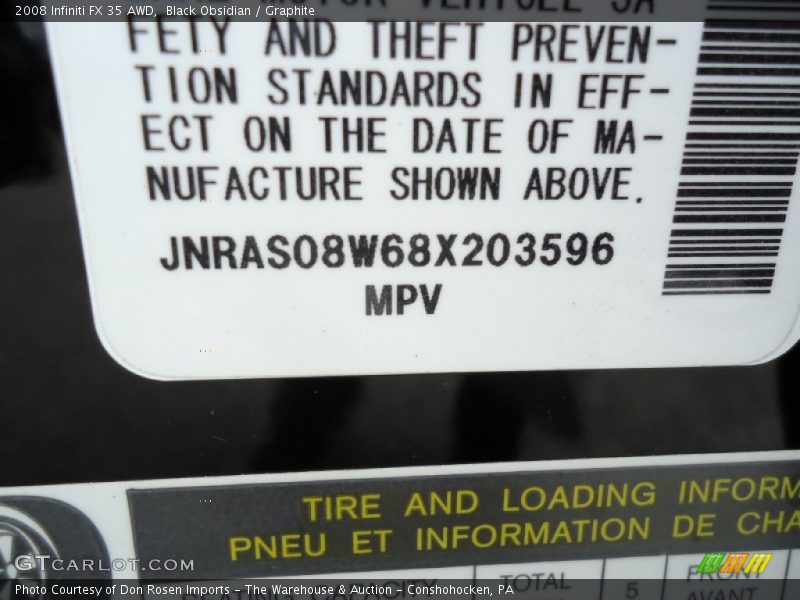 2008 Infiniti FX 35 AWD, Black Obsidian / Graphite
FETY AND THEFT PREVEN-
TION STANDARDS IN EFF-
ECT ON THE DATE OF MA-
NUFACTURE SHOWN ABOVE.
JNRAS08W68X203596
MPV
TIRE AND LOADING INFORM
PNEU ET INFORMATION DE CHA
GTCARLOT.COM
TOTAL 5 FRONT
AVANT
Photo Courtesy of Don Rosen Imports - The Warehouse & Auction - Conshohocken, PA